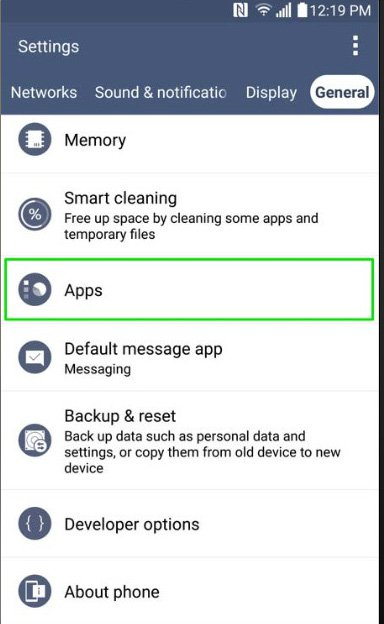 12:19 PM
Settings
Networks Sound & notificatio Display General
Memory
Smart cleaning
Free up space by cleaning some apps and
temporary files
Apps
Default message app
Messaging
Backup & reset
Back up data such as personal data and
settings, or copy them from old device to new
device
Developer options
About phone